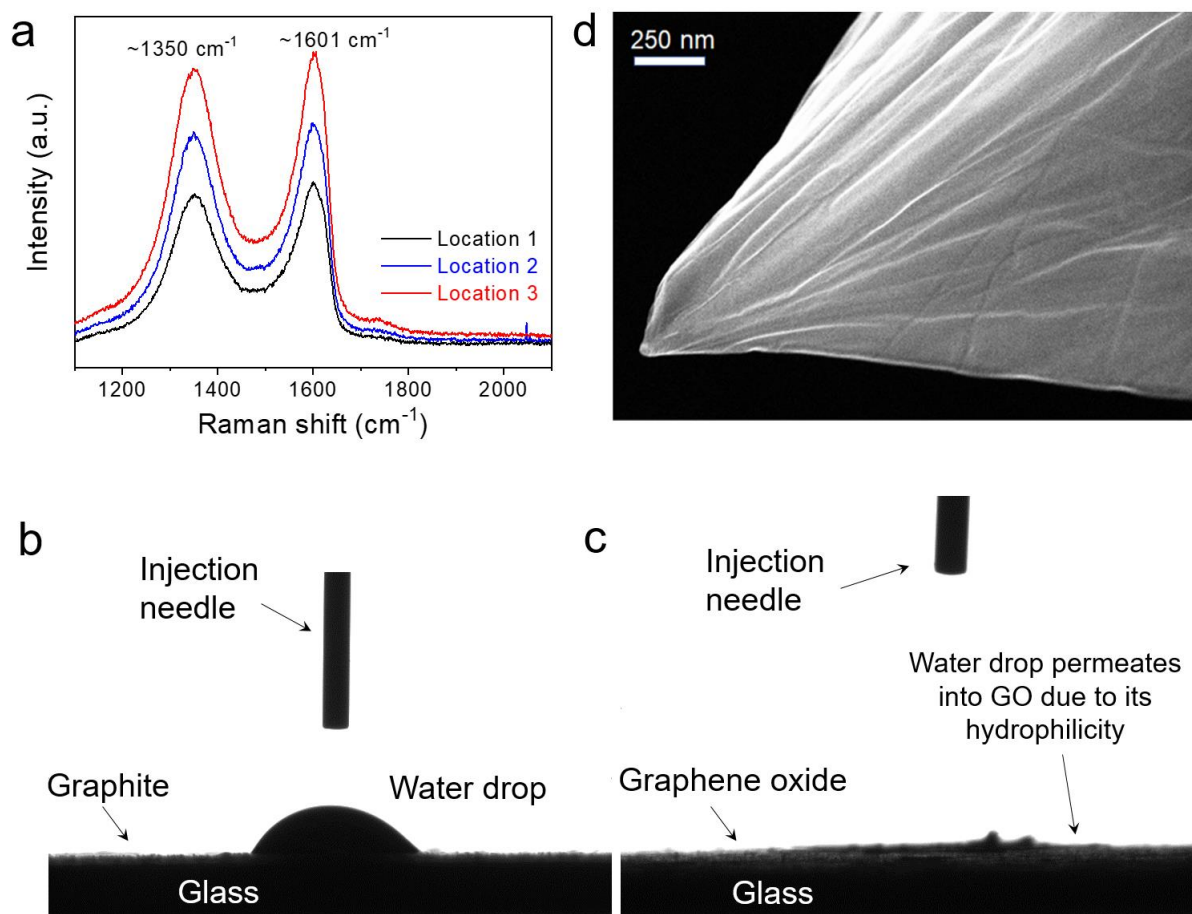 a
~1350 cm⁻¹
~1601 cm⁻¹
Intensity (a.u.)
Location 1
Location 2
Location 3
1200 1400 1600 1800 2000
Raman shift (cm⁻¹)
d
250 nm
b
Injection
needle
Graphite
Water drop
Glass
c
Injection
needle
Water drop permeates
into GO due to its
hydrophilicity
Graphene oxide
Glass